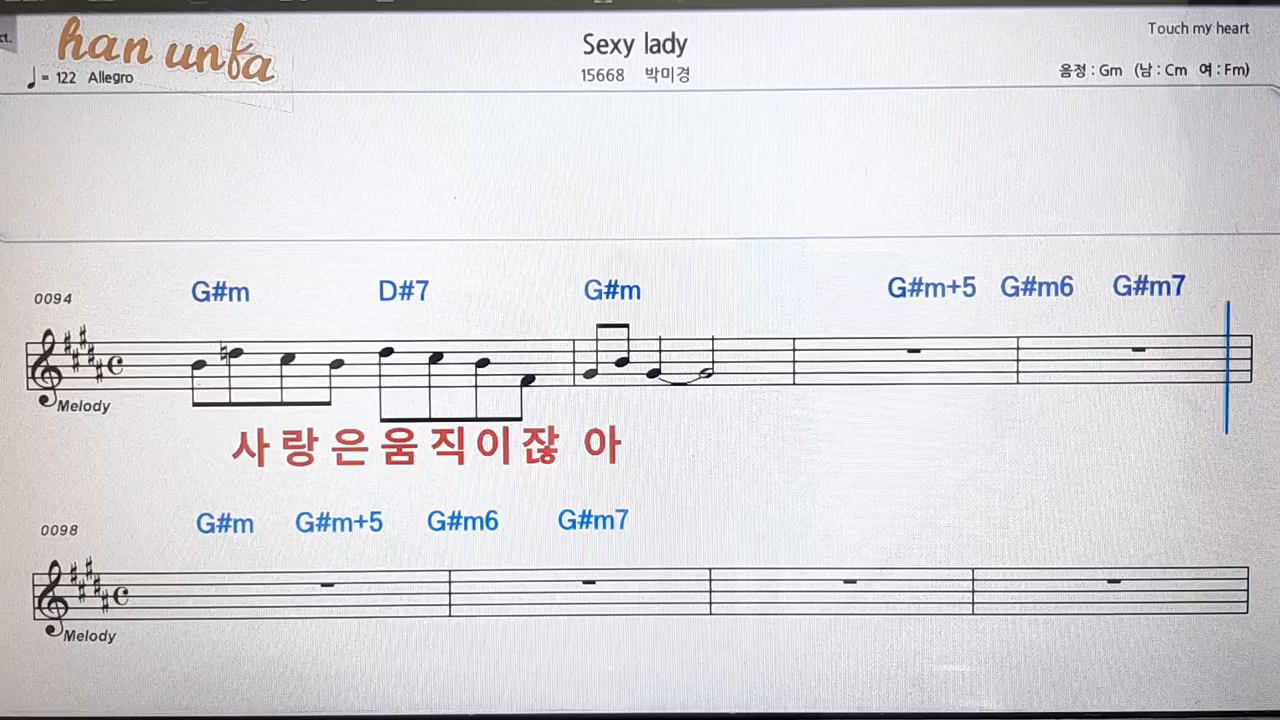 ct.
han unfa
Sexy lady
Touch my heart
♩ = 122 Allegro
15668 박미경
음정 : Gm (남 : Cm 여 : Fm)
0094
G#m D#7 G#m G#m+5 G#m6 G#m7
Melody
사랑은움직이잖 아
0098
G#m G#m+5 G#m6 G#m7
Melody